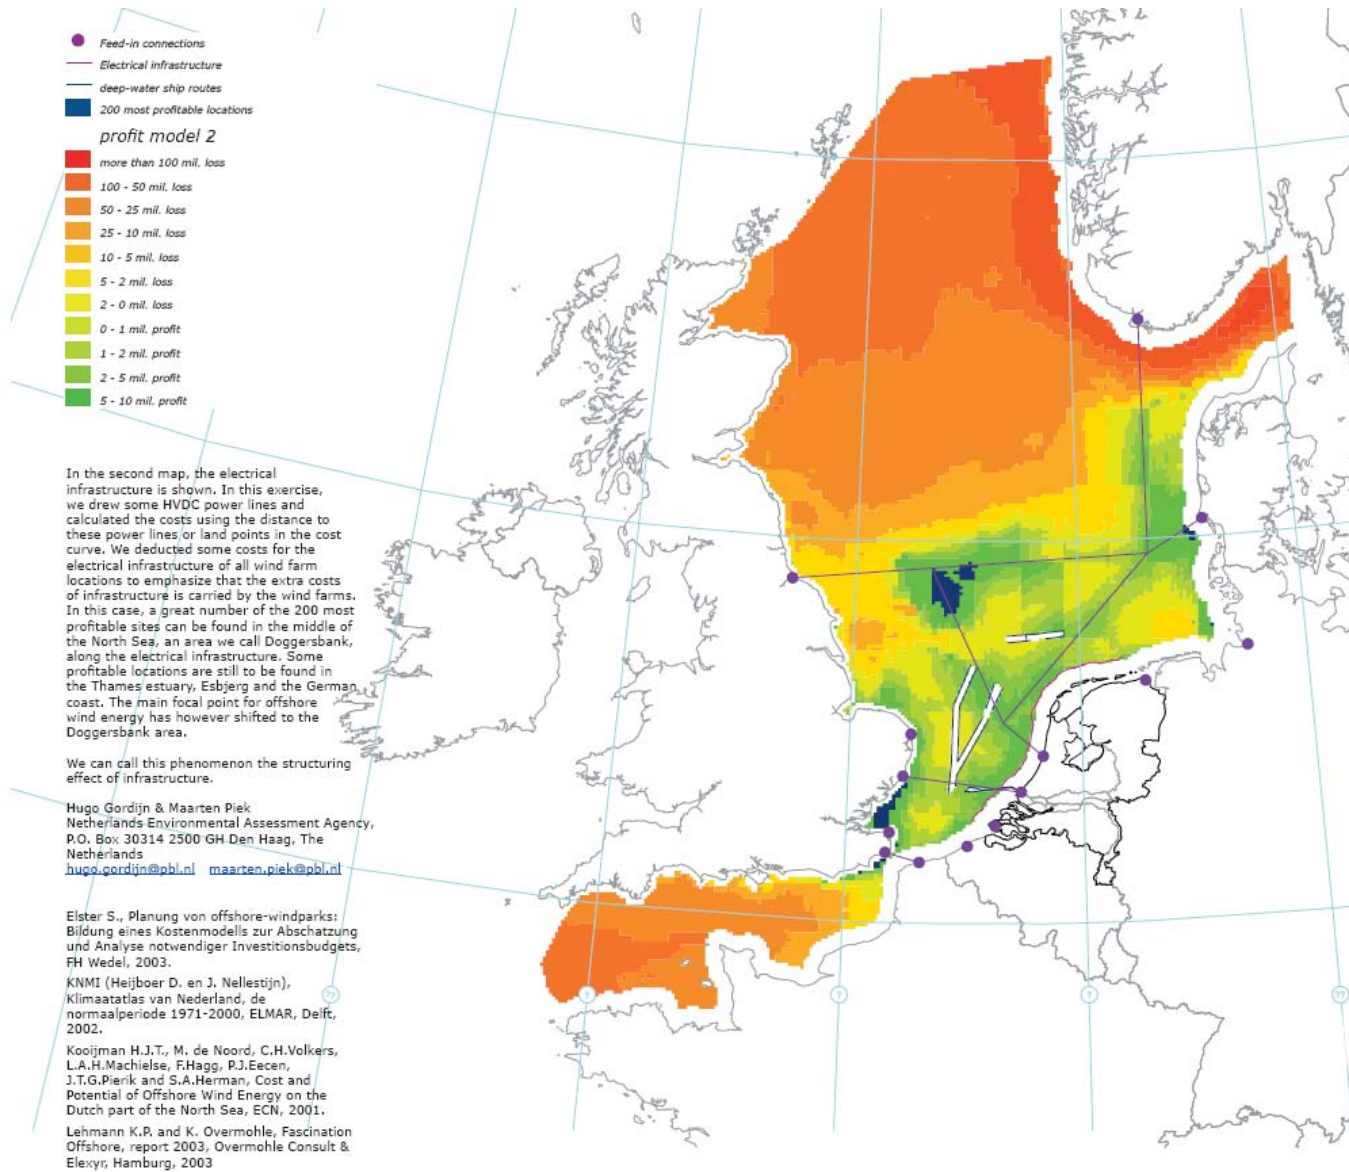 Feed-in connections
Electrical infrastructure
deep-water ship routes
200 most profitable locations
profit model 2
more than 100 mil. loss
100 - 50 mil. loss
50 - 25 mil. loss
25 - 10 mil. loss
10 - 5 mil. loss
5 - 2 mil. loss
2 - 0 mil. loss
0 - 1 mil. profit
1 - 2 mil. profit
2 - 5 mil. profit
5 - 10 mil. profit
In the second map, the electrical
infrastructure is shown. In this exercise,
we drew some HVDC power lines and
calculated the costs using the distance to
these power lines or land points in the cost
curve. We deducted some costs for the
electrical infrastructure of all wind farm
locations to emphasize that the extra costs
of infrastructure is carried by the wind farms.
In this case, a great number of the 200 most
profitable sites can be found in the middle of
the North Sea, an area we call Doggersbank,
along the electrical infrastructure. Some
profitable locations are still to be found in
the Thames estuary, Esbjerg and the German
coast. The main focal point for offshore
wind energy has however shifted to the
Doggersbank area.
We can call this phenomenon the structuring
effect of infrastructure.
Hugo Gordijn & Maarten Piek
Netherlands Environmental Assessment Agency,
P.O. Box 30314 2500 GH Den Haag, The
Netherlands
hugo.gordijn@pbl.nl maarten.piek@pbl.nl
Elster S., Planung von offshore-windparks:
Bildung eines Kostenmodells zur Abschatzung
und Analyse notwendiger Investitionsbudgets,
FH Wedel, 2003.
KNMI (Heijboer D. en J. Nellestijn),
Klimaatatlas van Nederland, de
normaalperiode 1971-2000, ELMAR, Delft,
2002.
Kooijman H.J.T., M. de Noord, C.H.Volkers,
L.A.H.Machielse, F.Hagg, P.J.Eecen,
J.T.G.Pierik and S.A.Herman, Cost and
Potential of Offshore Wind Energy on the
Dutch part of the North Sea, ECN, 2001.
Lehmann K.P. and K. Overmohle, Fascination
Offshore, report 2003, Overmohle Consult &
Elexyr, Hamburg, 2003
?? ? ? ? ??